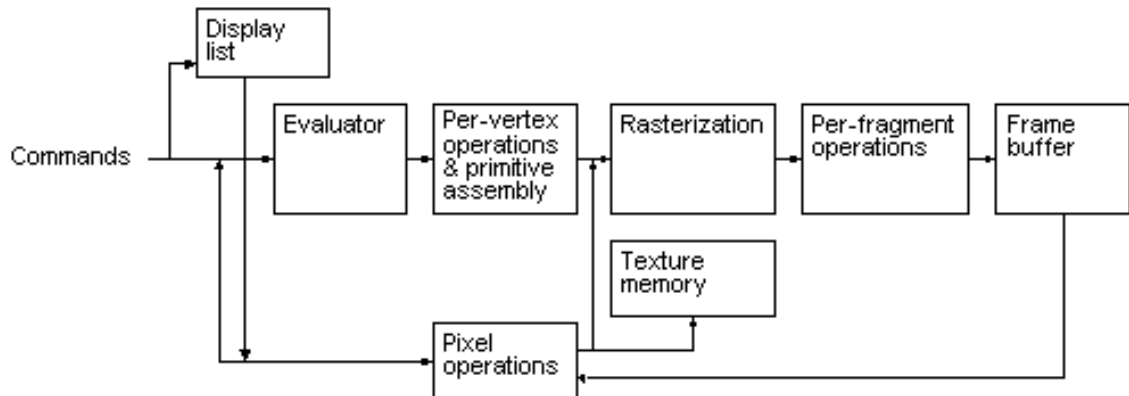 Display
list
Commands
Evaluator
Per-vertex
operations
& primitive
assembly
Rasterization
Per-fragment
operations
Frame
buffer
Texture
memory
Pixel
operations